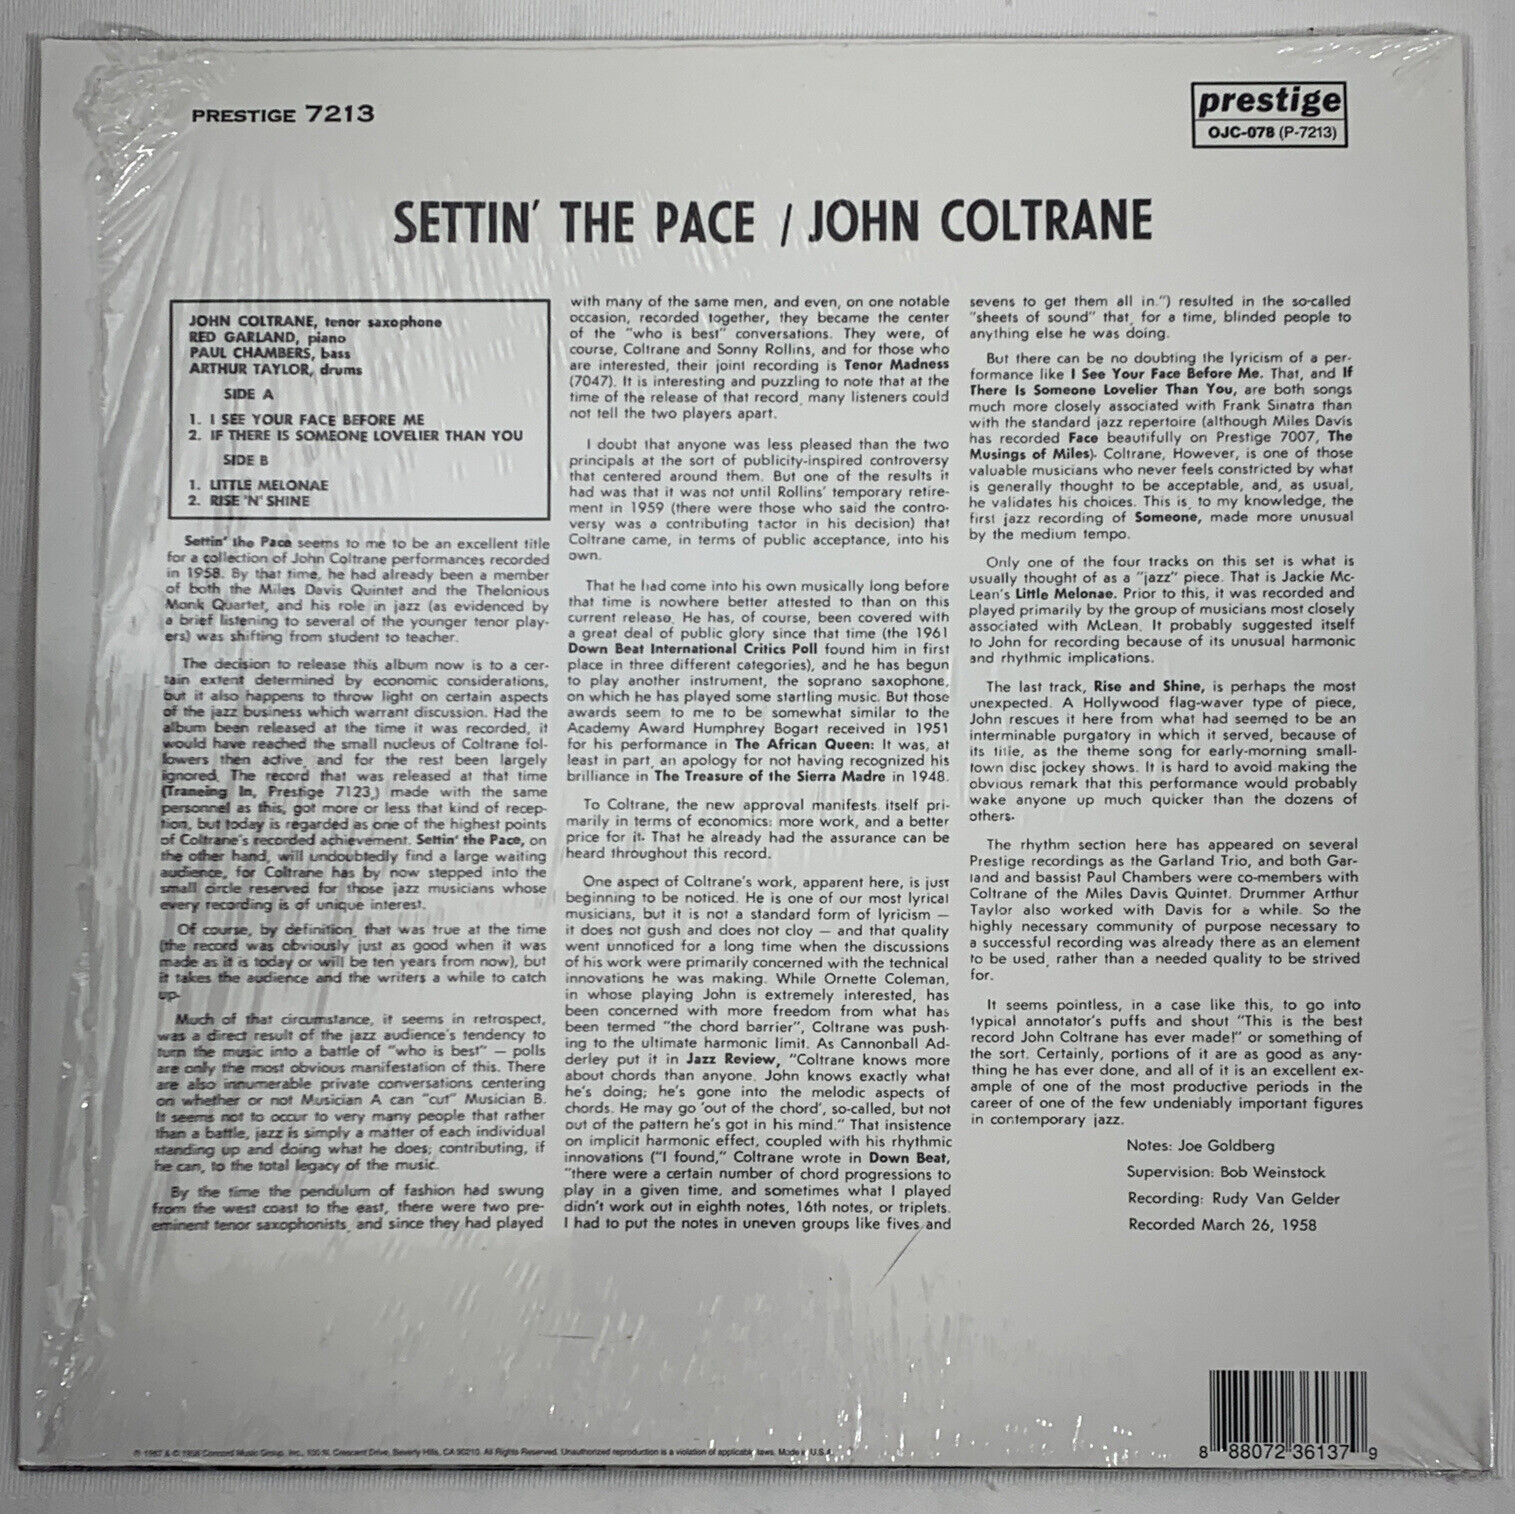 PRESTIGE 7213
prestige
OJC-078 (P-7213)
SETTIN' THE PACE / JOHN COLTRANE
JOHN COLTRANE, tenor saxophone
RED GARLAND, piano
PAUL CHAMBERS, bass
ARTHUR TAYLOR, drums
SIDE A
1. I SEE YOUR FACE BEFORE ME
2. IF THERE IS SOMEONE LOVELIER THAN YOU
SIDE B
1. LITTLE MELONAE
2. RISE 'N' SHINE
Settin' the Pace seems to me to be an excellent title
for a collection of John Coltrane performances recorded
in 1958. By that time, he had already been a member
of both the Miles Davis Quintet and the Thelonious
Monk Quartet, and his role in jazz (as evidenced by
a brief listening to several of the younger tenor play-
ers) was shifting from student to teacher.
The decision to release this album now is to a cer-
tain extent determined by economic considerations,
but it also happens to throw light on certain aspects
of the jazz business which warrant discussion. Had the
album been released at the time it was recorded, it
would have reached the small nucleus of Coltrane fol-
lowers then active, and for the rest been largely
ignored. The record that was released at that time
(Traneing In, Prestige 7123,) made with the same
personnel as this, got more or less that kind of recep-
tion, but today is regarded as one of the highest points
of Coltrane's recorded achievement. Settin' the Pace, on
the other hand, will undoubtedly find a large waiting
audience, for Coltrane has by now stepped into the
small circle reserved for those jazz musicians whose
every recording is of unique interest.
Of course, by definition, that was true at the time
(the record was obviously just as good when it was
made as it is today or will be ten years from now), but
it takes the audience and the writers a while to catch
up.
Much of that circumstance, it seems in retrospect,
was a direct result of the jazz audience's tendency to
turn the music into a battle of "who is best" — polls
are only the most obvious manifestation of this. There
are also innumerable private conversations centering
on whether or not Musician A can "cut" Musician B.
It seems not to occur to very many people that rather
than a battle, jazz is simply a matter of each individual
standing up and doing what he does; contributing, if
he can, to the total legacy of the music.
By the time the pendulum of fashion had swung
from the west coast to the east, there were two pre-
eminent tenor saxophonists, and since they had played
with many of the same men, and even, on one notable
occasion, recorded together, they became the center
of the "who is best" conversations. They were, of
course, Coltrane and Sonny Rollins, and for those who
are interested, their joint recording is Tenor Madness
(7047). It is interesting and puzzling to note that at the
time of the release of that record, many listeners could
not tell the two players apart.
I doubt that anyone was less pleased than the two
principals at the sort of publicity-inspired controversy
that centered around them. But one of the results it
had was that it was not until Rollins' temporary retire-
ment in 1959 (there were those who said the contro-
versy was a contributing factor in his decision) that
Coltrane came, in terms of public acceptance, into his
own.
That he had come into his own musically long before
that time is nowhere better attested to than on this
current release. He has, of course, been covered with
a great deal of public glory since that time (the 1961
Down Beat International Critics Poll found him in first
place in three different categories), and he has begun
to play another instrument, the soprano saxophone,
on which he has played some startling music. But those
awards seem to me to be somewhat similar to the
Academy Award Humphrey Bogart received in 1951
for his performance in The African Queen: It was, at
least in part, an apology for not having recognized his
brilliance in The Treasure of the Sierra Madre in 1948.
To Coltrane, the new approval manifests itself pri-
marily in terms of economics: more work, and a better
price for it. That he already had the assurance can be
heard throughout this record.
One aspect of Coltrane's work, apparent here, is just
beginning to be noticed. He is one of our most lyrical
musicians, but it is not a standard form of lyricism —
it does not gush and does not cloy — and that quality
went unnoticed for a long time when the discussions
of his work were primarily concerned with the technical
innovations he was making. While Ornette Coleman,
in whose playing John is extremely interested, has
been concerned with more freedom from what has
been termed "the chord barrier", Coltrane was push-
ing to the ultimate harmonic limit. As Cannonball Ad-
derley put it in Jazz Review, "Coltrane knows more
about chords than anyone. John knows exactly what
he's doing; he's gone into the melodic aspects of
chords. He may go 'out of the chord', so-called, but not
out of the pattern he's got in his mind." That insistence
on implicit harmonic effect, coupled with his rhythmic
innovations ("I found," Coltrane wrote in Down Beat,
"there were a certain number of chord progressions to
play in a given time, and sometimes what I played
didn't work out in eighth notes, 16th notes, or triplets.
I had to put the notes in uneven groups like fives and
sevens to get them all in.") resulted in the so-called
"sheets of sound" that, for a time, blinded people to
anything else he was doing.
But there can be no doubting the lyricism of a per-
formance like I See Your Face Before Me. That, and If
There Is Someone Lovelier Than You, are both songs
much more closely associated with Frank Sinatra than
with the standard jazz repertoire (although Miles Davis
has recorded Face beautifully on Prestige 7007, The
Musings of Miles). Coltrane, However, is one of those
valuable musicians who never feels constricted by what
is generally thought to be acceptable, and, as usual,
he validates his choices. This is, to my knowledge, the
first jazz recording of Someone, made more unusual
by the medium tempo.
Only one of the four tracks on this set is what is
usually thought of as a "jazz" piece. That is Jackie Mc-
Lean's Little Melonae. Prior to this, it was recorded and
played primarily by the group of musicians most closely
associated with McLean. It probably suggested itself
to John for recording because of its unusual harmonic
and rhythmic implications.
The last track, Rise and Shine, is perhaps the most
unexpected. A Hollywood flag-waver type of piece,
John rescues it here from what had seemed to be an
interminable purgatory in which it served, because of
its title, as the theme song for early-morning small-
town disc jockey shows. It is hard to avoid making the
obvious remark that this performance would probably
wake anyone up much quicker than the dozens of
others.
The rhythm section here has appeared on several
Prestige recordings as the Garland Trio, and both Gar-
land and bassist Paul Chambers were co-members with
Coltrane of the Miles Davis Quintet. Drummer Arthur
Taylor also worked with Davis for a while. So the
highly necessary community of purpose necessary to
a successful recording was already there as an element
to be used, rather than a needed quality to be strived
for.
It seems pointless, in a case like this, to go into
typical annotator's puffs and shout "This is the best
record John Coltrane has ever made!" or something of
the sort. Certainly, portions of it are as good as any-
thing he has ever done, and all of it is an excellent ex-
ample of one of the most productive periods in the
career of one of the few undeniably important figures
in contemporary jazz.
Notes: Joe Goldberg
Supervision: Bob Weinstock
Recording: Rudy Van Gelder
Recorded March 26, 1958
℗ 1987 & © 1958 Concord Music Group, Inc., 100 N. Crescent Drive, Beverly Hills, CA 90210. All Rights Reserved. Unauthorized reproduction is a violation of applicable laws. Made in U.S.A.
8 88072 36137 9